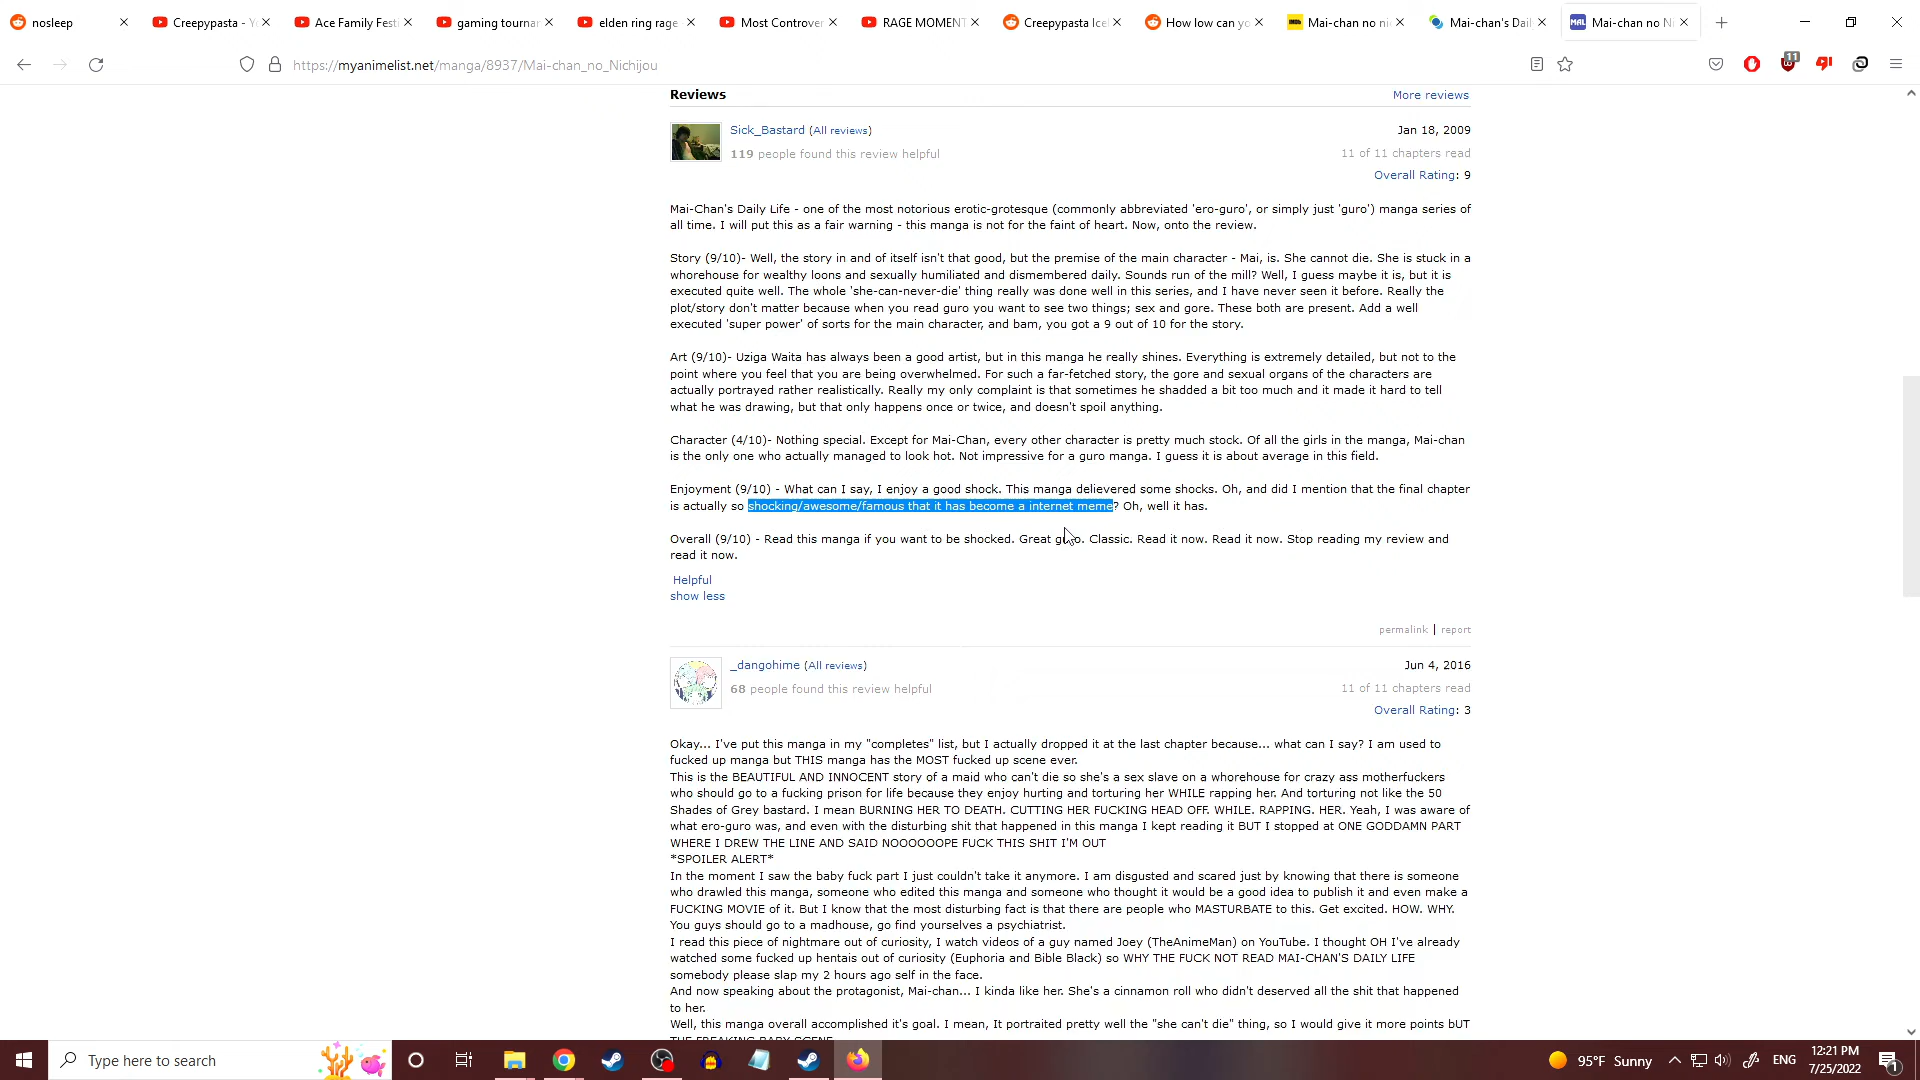 nosleep
Creepypasta - Yo
Ace Family Festi
gaming tournam
elden ring rage
Most Controver
RAGE MOMENT
Creepypasta Ice
How low can yo
Mai-chan no ni
Mai-chan's Dail
Mai-chan no Ni
https://myanimelist.net/manga/8937/Mai-chan_no_Nichijou
11
Reviews
More reviews
Sick_Bastard (All reviews)
Jan 18, 2009
119 people found this review helpful
11 of 11 chapters read
Overall Rating: 9
Mai-Chan's Daily Life - one of the most notorious erotic-grotesque (commonly abbreviated 'ero-guro', or simply just 'guro') manga series of
all time. I will put this as a fair warning - this manga is not for the faint of heart. Now, onto the review.
Story (9/10)- Well, the story in and of itself isn't that good, but the premise of the main character - Mai, is. She cannot die. She is stuck in a
whorehouse for wealthy loons and sexually humiliated and dismembered daily. Sounds run of the mill? Well, I guess maybe it is, but it is
executed quite well. The whole 'she-can-never-die' thing really was done well in this series, and I have never seen it before. Really the
plot/story don't matter because when you read guro you want to see two things; sex and gore. These both are present. Add a well
executed 'super power' of sorts for the main character, and bam, you got a 9 out of 10 for the story.
Art (9/10)- Uziga Waita has always been a good artist, but in this manga he really shines. Everything is extremely detailed, but not to the
point where you feel that you are being overwhelmed. For such a far-fetched story, the gore and sexual organs of the characters are
actually portrayed rather realistically. Really my only complaint is that sometimes he shadded a bit too much and it made it hard to tell
what he was drawing, but that only happens once or twice, and doesn't spoil anything.
Character (4/10)- Nothing special. Except for Mai-Chan, every other character is pretty much stock. Of all the girls in the manga, Mai-chan
is the only one who actually managed to look hot. Not impressive for a guro manga. I guess it is about average in this field.
Enjoyment (9/10) - What can I say, I enjoy a good shock. This manga delievered some shocks. Oh, and did I mention that the final chapter
is actually so shocking/awesome/famous that it has become a internet meme? Oh, well it has.
Overall (9/10) - Read this manga if you want to be shocked. Great guro. Classic. Read it now. Read it now. Stop reading my review and
read it now.
Helpful
show less
permalink | report
_dangohime (All reviews)
Jun 4, 2016
68 people found this review helpful
11 of 11 chapters read
Overall Rating: 3
Okay... I've put this manga in my "completes" list, but I actually dropped it at the last chapter because... what can I say? I am used to
fucked up manga but THIS manga has the MOST fucked up scene ever.
This is the BEAUTIFUL AND INNOCENT story of a maid who can't die so she's a sex slave on a whorehouse for crazy ass motherfuckers
who should go to a fucking prison for life because they enjoy hurting and torturing her WHILE rapping her. And torturing not like the 50
Shades of Grey bastard. I mean BURNING HER TO DEATH. CUTTING HER FUCKING HEAD OFF. WHILE. RAPPING. HER. Yeah, I was aware of
what ero-guro was, and even with the disturbing shit that happened in this manga I kept reading it BUT I stopped at ONE GODDAMN PART
WHERE I DREW THE LINE AND SAID NOOOOOOPE FUCK THIS SHIT I'M OUT
*SPOILER ALERT*
In the moment I saw the baby fuck part I just couldn't take it anymore. I am disgusted and scared just by knowing that there is someone
who drawled this manga, someone who edited this manga and someone who thought it would be a good idea to publish it and even make a
FUCKING MOVIE of it. But I know that the most disturbing fact is that there are people who MASTURBATE to this. Get excited. HOW. WHY.
You guys should go to a madhouse, go find yourselves a psychiatrist.
I read this piece of nightmare out of curiosity, I watch videos of a guy named Joey (TheAnimeMan) on YouTube. I thought OH I've already
watched some fucked up hentais out of curiosity (Euphoria and Bible Black) so WHY THE FUCK NOT READ MAI-CHAN'S DAILY LIFE
somebody please slap my 2 hours ago self in the face.
And now speaking about the protagonist, Mai-chan... I kinda like her. She's a cinnamon roll who didn't deserved all the shit that happened
to her.
Well, this manga overall accomplished it's goal. I mean, It portraited pretty well the "she can't die" thing, so I would give it more points bUT
THE FREAKING BABY SCENE
Type here to search
95°F Sunny
ENG
12:21 PM
7/25/2022
1